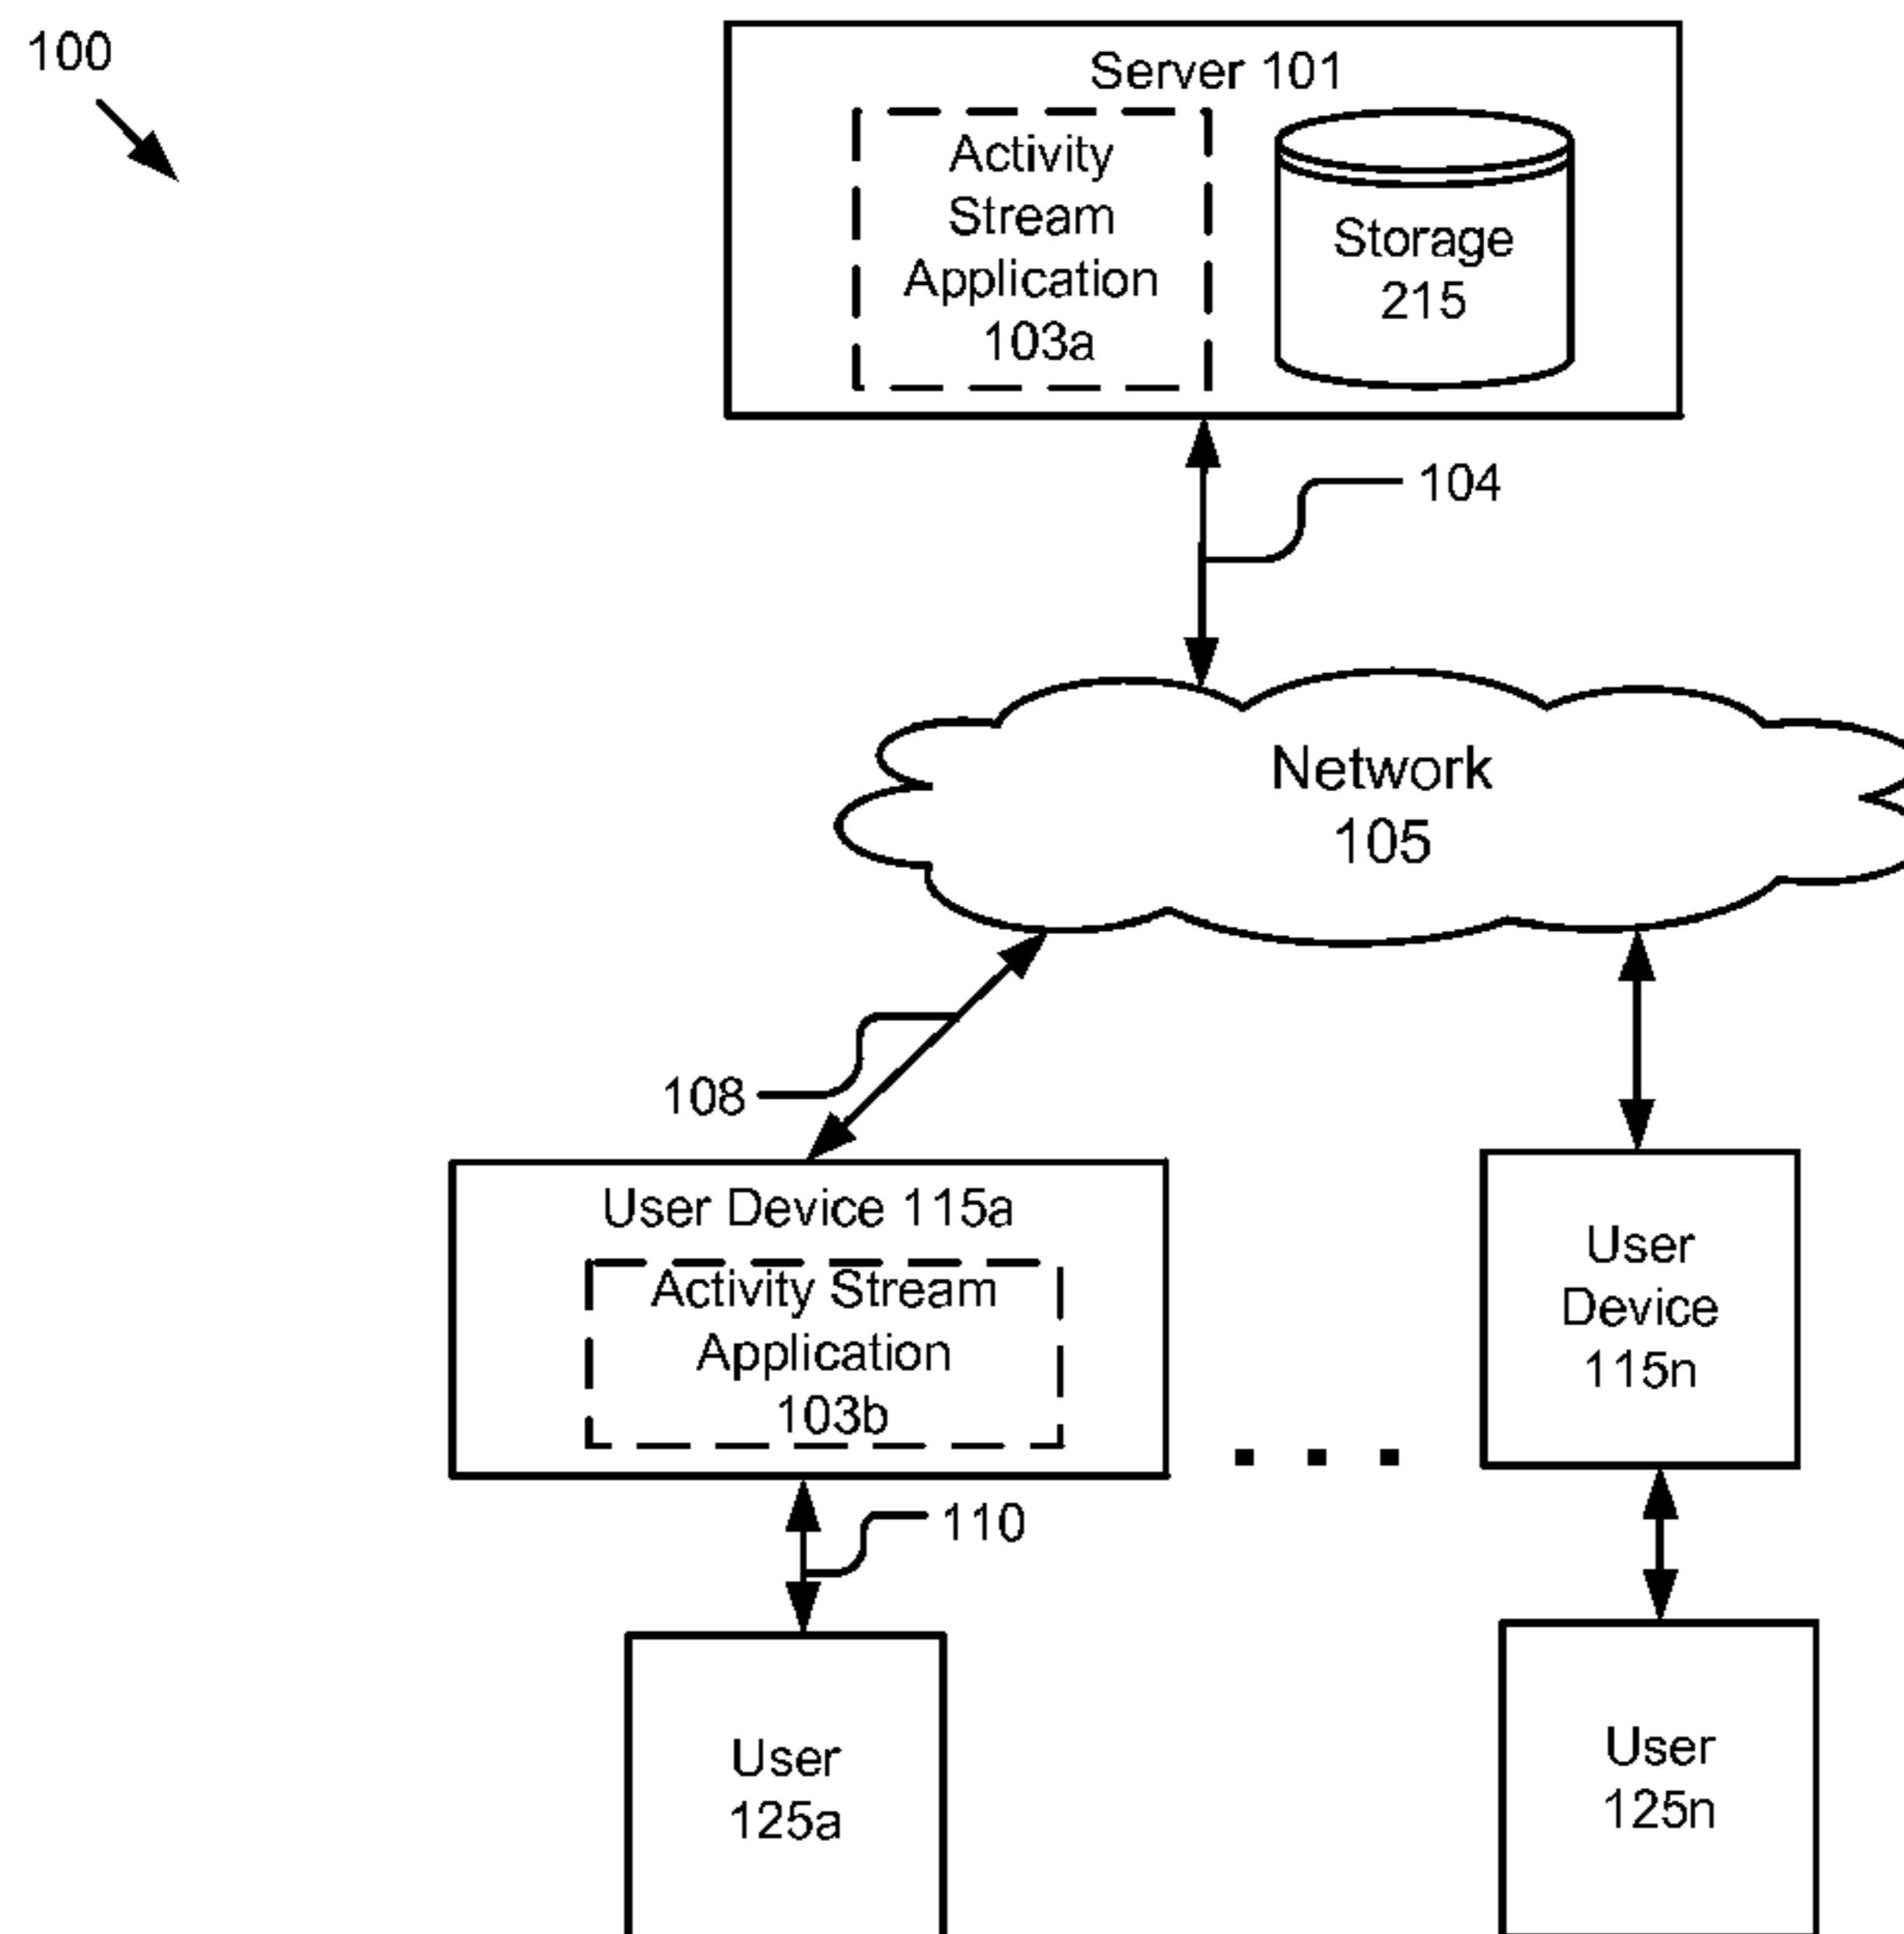 100
Server 101
Activity
Stream
Application
103a
Storage
215
104
Network
105
108
User Device 115a
Activity Stream
Application
103b
User
Device
115n
110
User
125a
User
125n